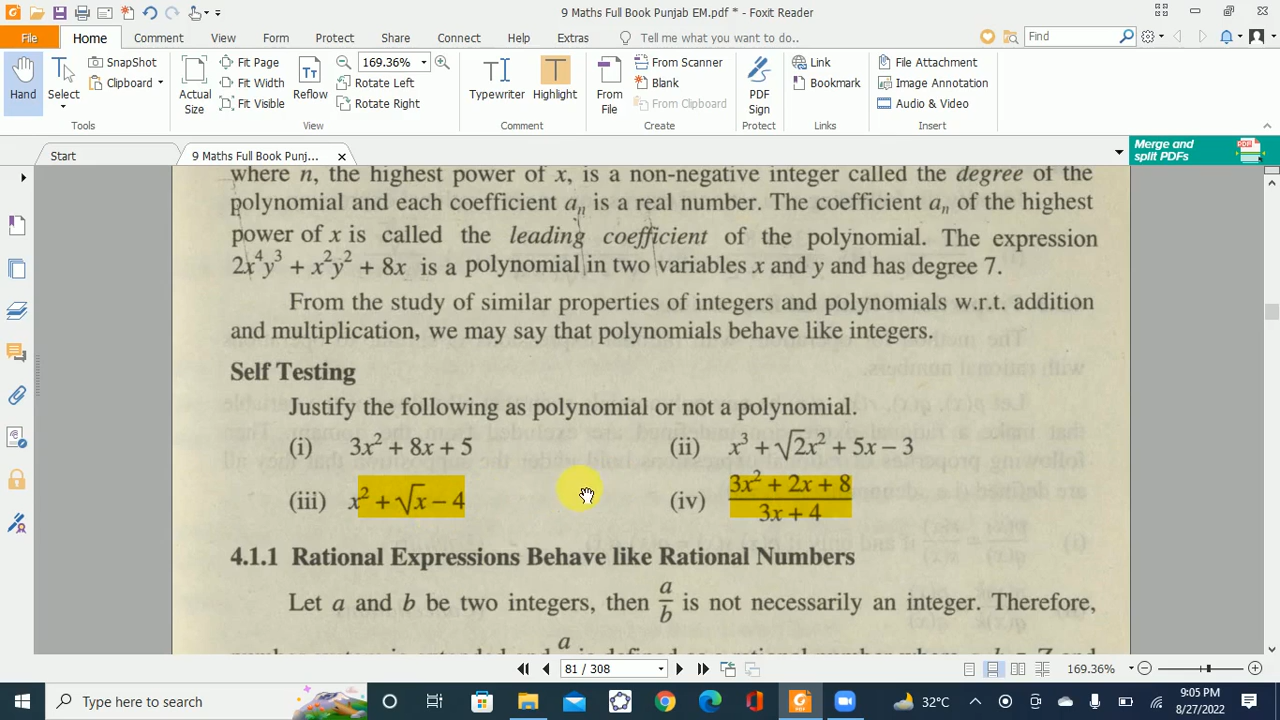 9 Maths Full Book Punjab EM.pdf * - Foxit Reader
File Home Comment View Form Protect Share Connect Help Extras Tell me what you want to do... Find
Hand
Select
SnapShot
Clipboard
Tools
Actual Size
Fit Page
Fit Width
Fit Visible
Reflow
169.36%
Rotate Left
Rotate Right
View
Typewriter
Highlight
Comment
From File
From Scanner
Blank
From Clipboard
Create
PDF Sign
Protect
Link
Bookmark
Links
File Attachment
Image Annotation
Audio & Video
Insert
Start
9 Maths Full Book Punj...
Merge and split PDFs
where n, the highest power of x, is a non-negative integer called the degree of the
polynomial and each coefficient aₙ is a real number. The coefficient aₙ of the highest
power of x is called the leading coefficient of the polynomial. The expression
2x⁴y³ + x²y² + 8x is a polynomial in two variables x and y and has degree 7.
From the study of similar properties of integers and polynomials w.r.t. addition
and multiplication, we may say that polynomials behave like integers.
Self Testing
Justify the following as polynomial or not a polynomial.
(i) 3x² + 8x + 5 (ii) x³ + √2x² + 5x – 3
(iii) x² + √x – 4 (iv) 3x² + 2x + 8
3x + 4
4.1.1 Rational Expressions Behave like Rational Numbers
Let a and b be two integers, then a/b is not necessarily an integer. Therefore,
81 / 308
169.36%
Type here to search
32°C
9:05 PM
8/27/2022